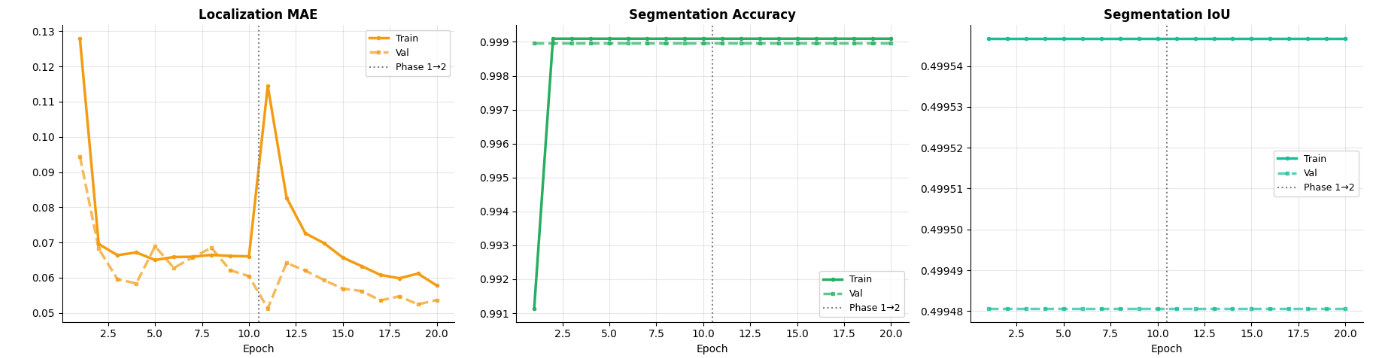 Localization MAE
0.13
0.12
0.11
0.10
0.09
0.08
0.07
0.06
0.05
Train
Val
Phase 1→2
2.5 5.0 7.5 10.0 12.5 15.0 17.5 20.0
Epoch
Segmentation Accuracy
0.999
0.998
0.997
0.996
0.995
0.994
0.993
0.992
0.991
Train
Val
Phase 1→2
2.5 5.0 7.5 10.0 12.5 15.0 17.5 20.0
Epoch
Segmentation IoU
0.49954
0.49953
0.49952
0.49951
0.49950
0.49949
0.49948
Train
Val
Phase 1→2
2.5 5.0 7.5 10.0 12.5 15.0 17.5 20.0
Epoch